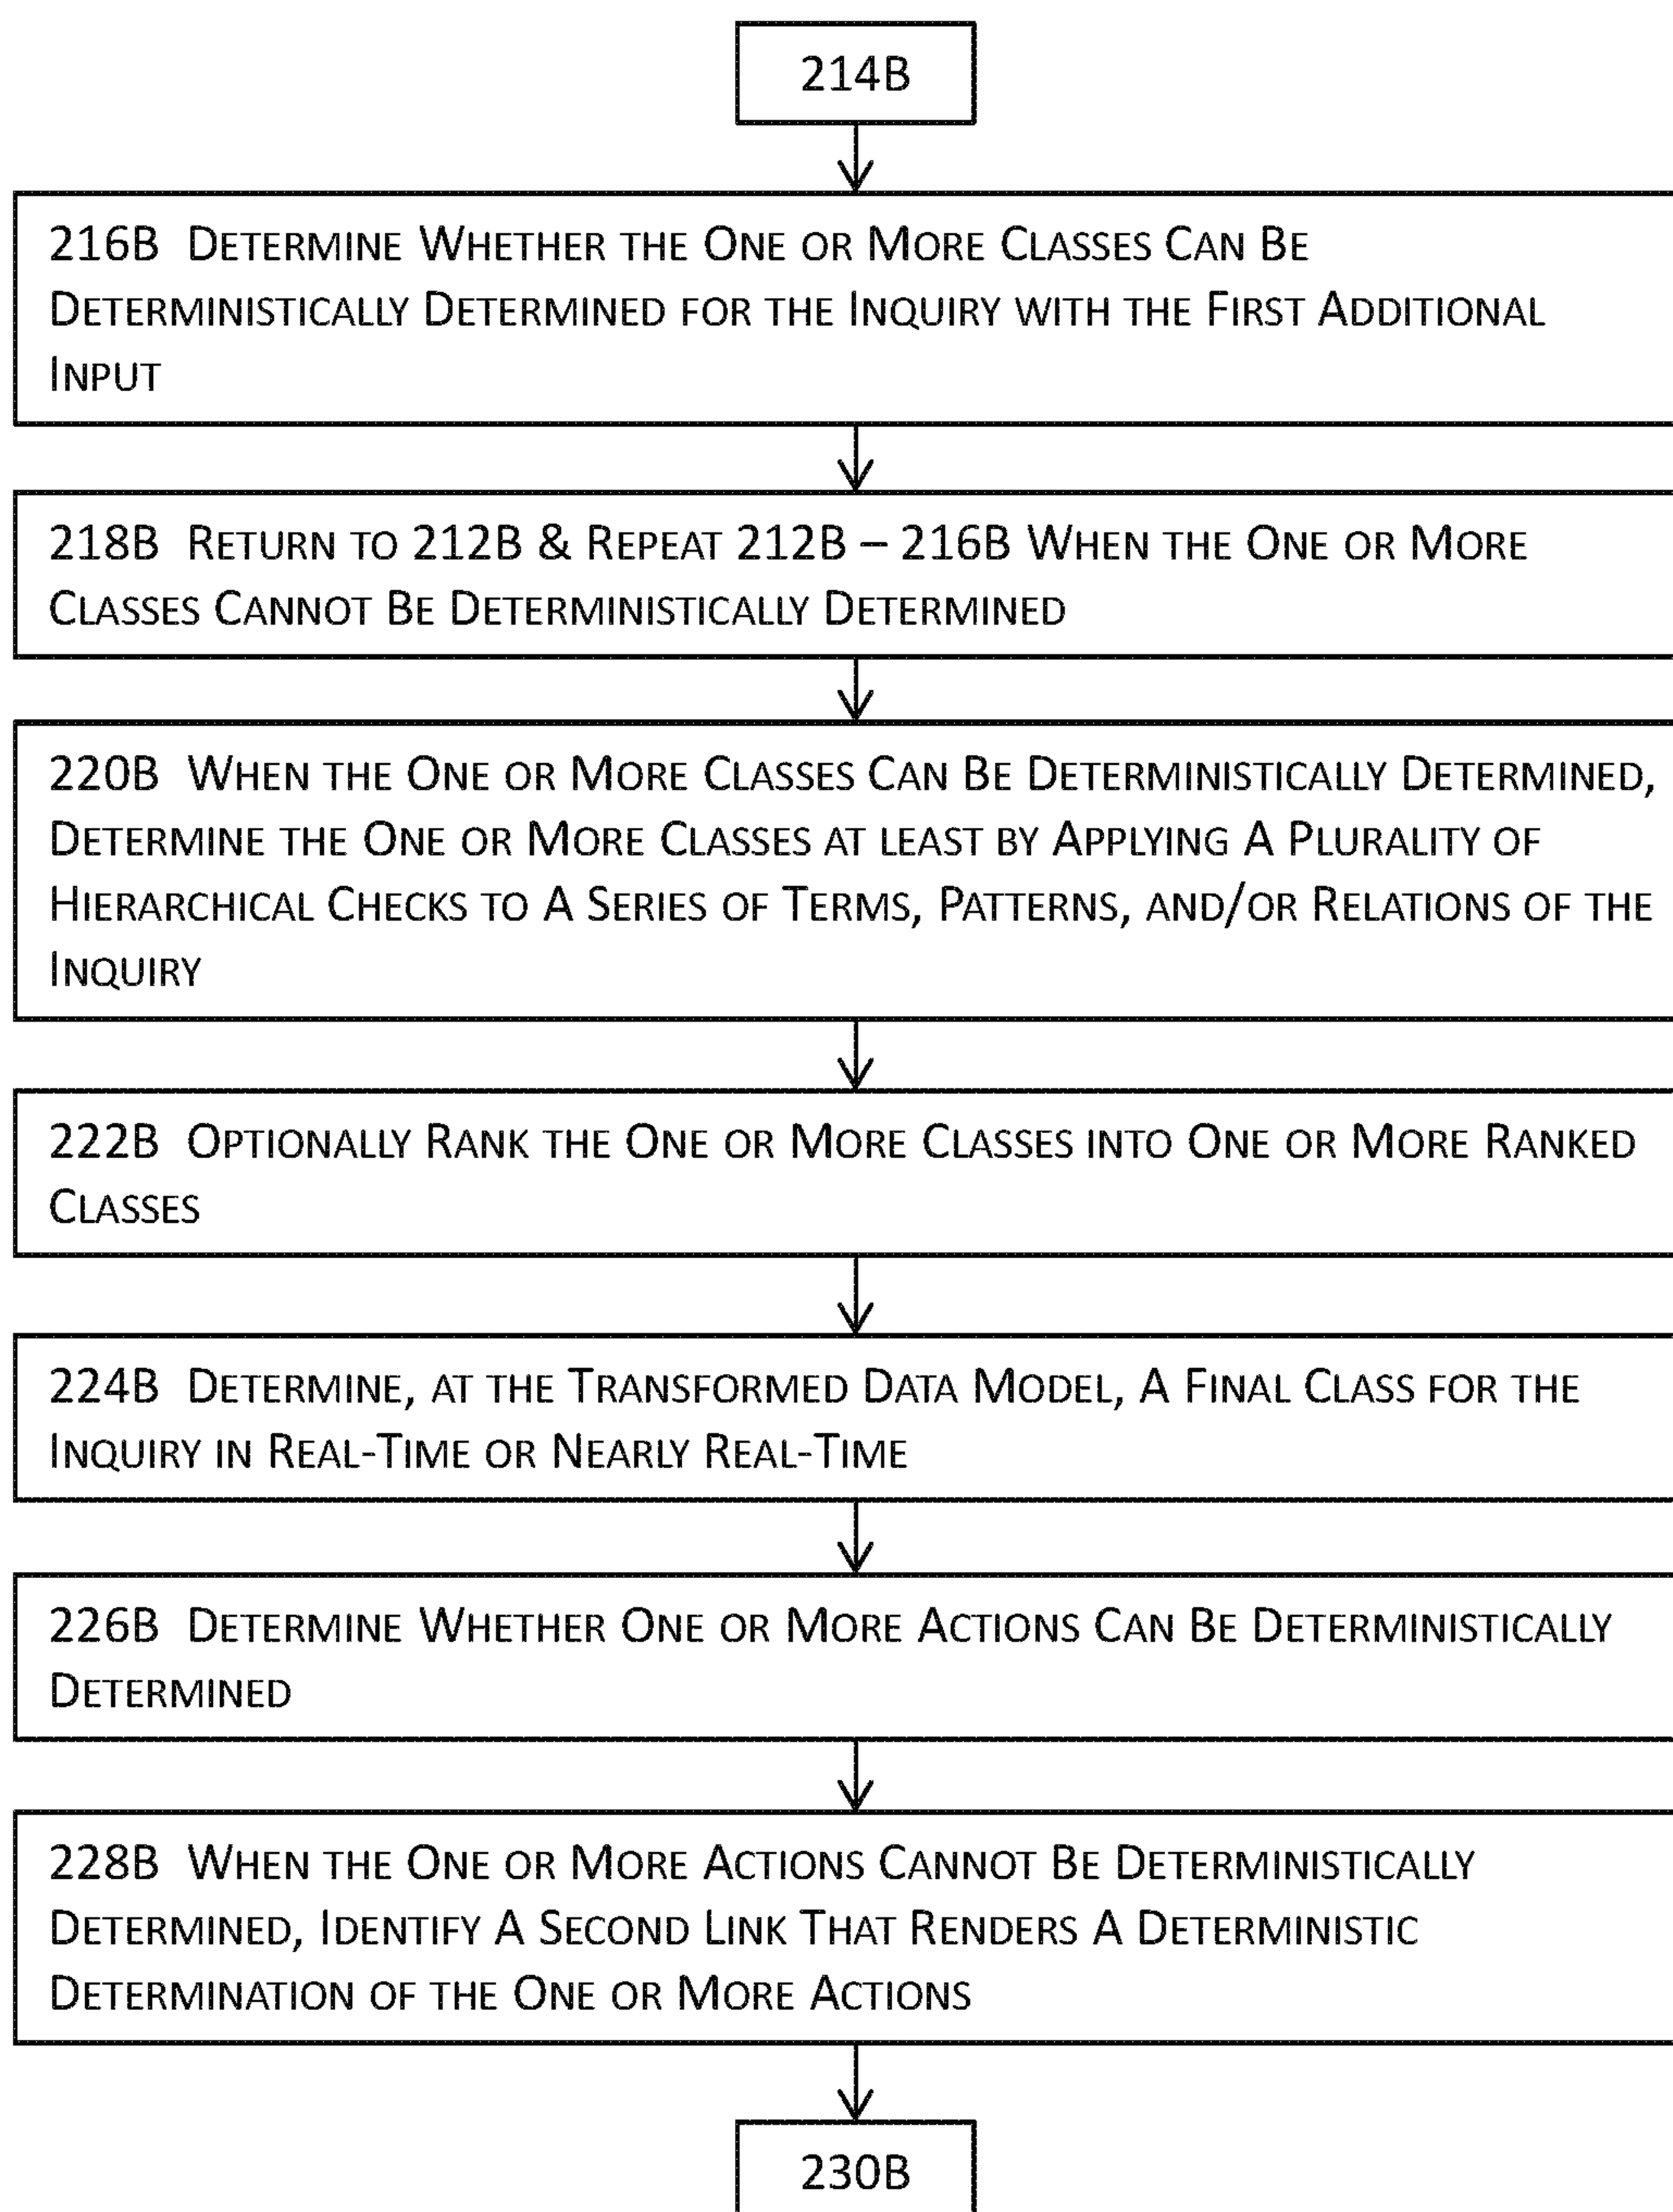 214B
216B Determine Whether the One or More Classes Can Be
Deterministically Determined for the Inquiry with the First Additional
Input
218B Return to 212B & Repeat 212B – 216B When the One or More
Classes Cannot Be Deterministically Determined
220B When the One or More Classes Can Be Deterministically Determined,
Determine the One or More Classes at least by Applying A Plurality of
Hierarchical Checks to A Series of Terms, Patterns, and/or Relations of the
Inquiry
222B Optionally Rank the One or More Classes into One or More Ranked
Classes
224B Determine, at the Transformed Data Model, A Final Class for the
Inquiry in Real-Time or Nearly Real-Time
226B Determine Whether One or More Actions Can Be Deterministically
Determined
228B When the One or More Actions Cannot Be Deterministically
Determined, Identify A Second Link That Renders A Deterministic
Determination of the One or More Actions
230B